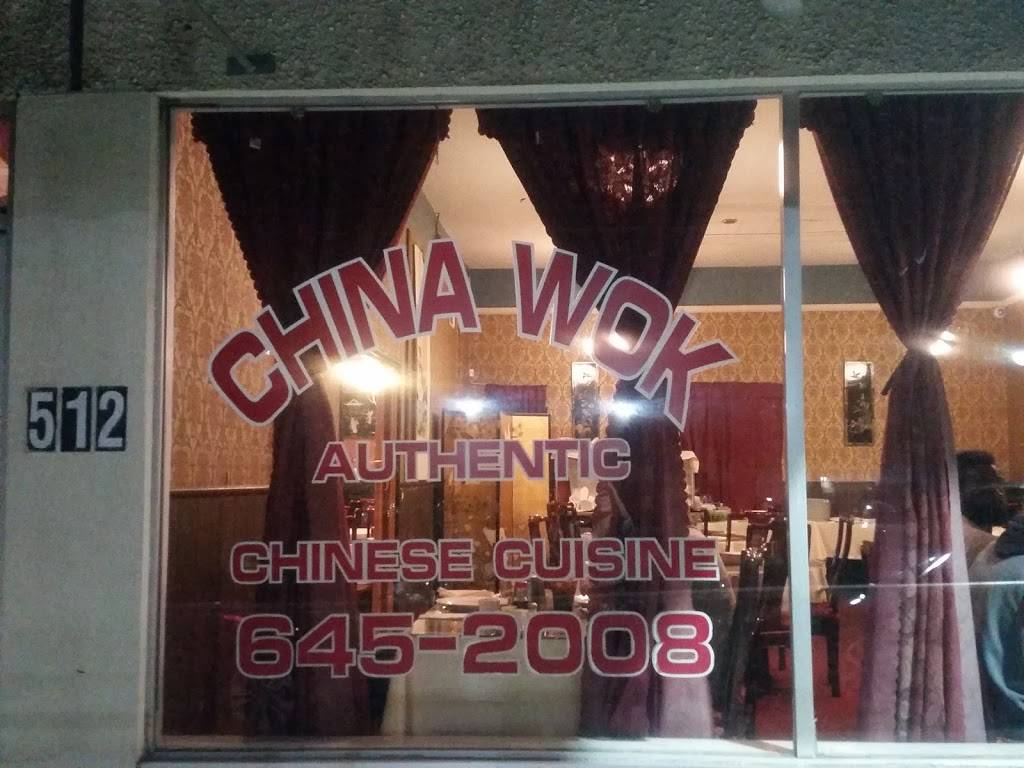 CHINA WOK
AUTHENTIC
512
CHINESE CUISINE
645-2008